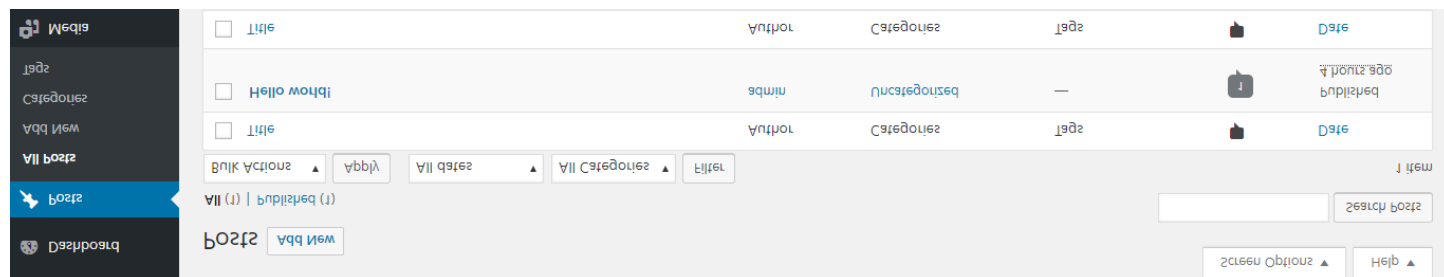 Screen Options ▼ Help ▼
Dashboard
Posts
All Posts
Add New
Categories
Tags
Media
Posts Add New
All (1) | Published (1)
Search Posts
Bulk Actions ▼ Apply All dates ▼ All Categories ▼ Filter 1 item
Title Author Categories Tags Date
Hello world! admin Uncategorized — 1 Published
4 hours ago
Title Author Categories Tags Date